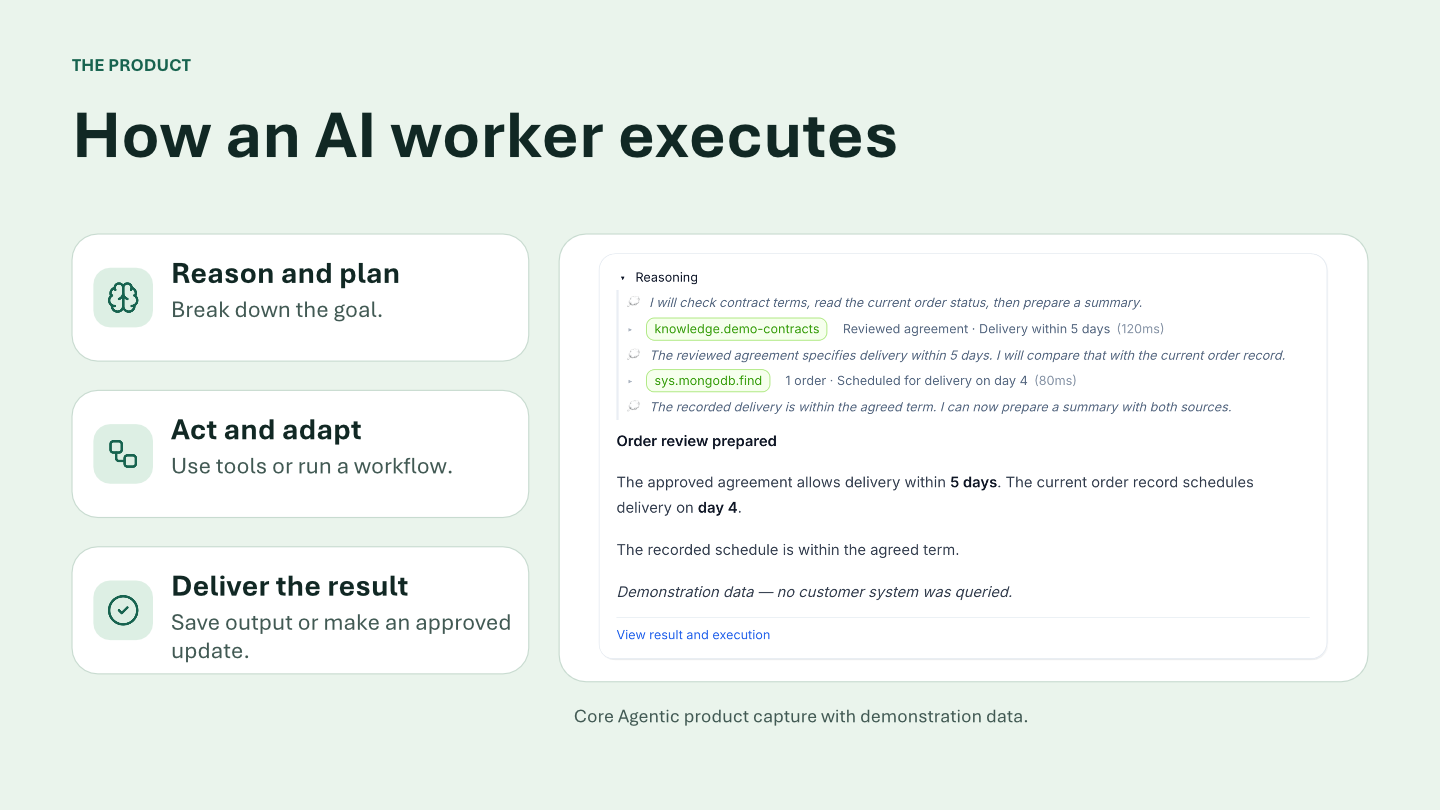 THE PRODUCT
How an AI worker executes
Reason and plan
Break down the goal.
Act and adapt
Use tools or run a workflow.
Deliver the result
Save output or make an approved
update.
Reasoning
I will check contract terms, read the current order status, then prepare a summary.
knowledge.demo-contracts Reviewed agreement · Delivery within 5 days (120ms)
The reviewed agreement specifies delivery within 5 days. I will compare that with the current order record.
sys.mongodb.find 1 order · Scheduled for delivery on day 4 (80ms)
The recorded delivery is within the agreed term. I can now prepare a summary with both sources.
Order review prepared
The approved agreement allows delivery within 5 days. The current order record schedules
delivery on day 4.
The recorded schedule is within the agreed term.
Demonstration data — no customer system was queried.
View result and execution
Core Agentic product capture with demonstration data.